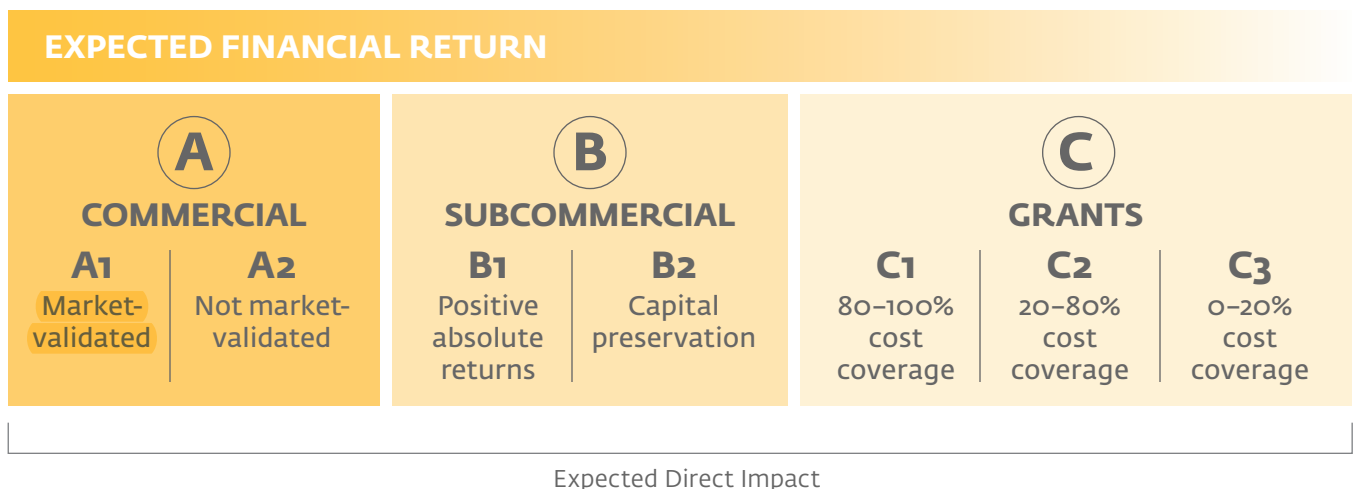 EXPECTED FINANCIAL RETURN
A
COMMERCIAL
A1
Market-
validated
A2
Not market-
validated
B
SUBCOMMERCIAL
B1
Positive
absolute
returns
B2
Capital
preservation
C
GRANTS
C1
80–100%
cost
coverage
C2
20–80%
cost
coverage
C3
0–20%
cost
coverage
Expected Direct Impact